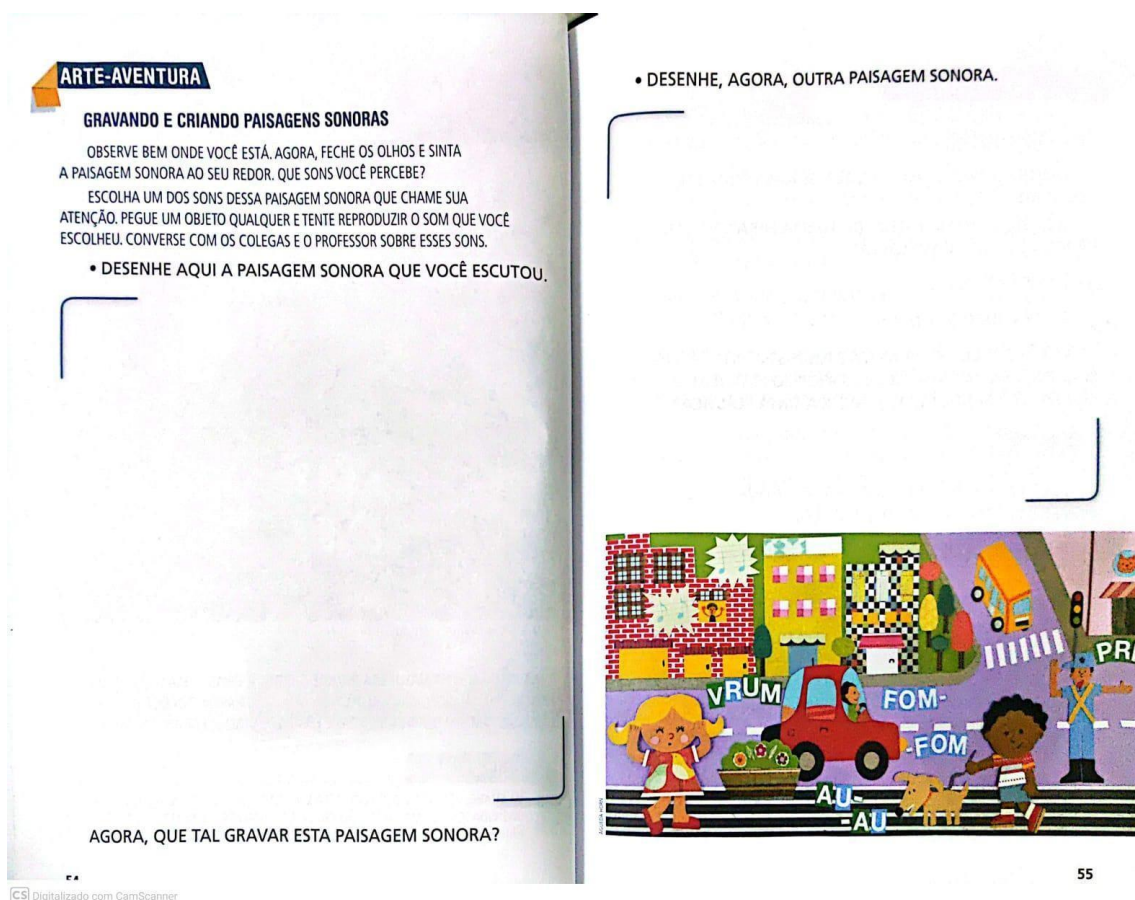 ARTE-AVENTURA
GRAVANDO E CRIANDO PAISAGENS SONORAS
OBSERVE BEM ONDE VOCÊ ESTÁ. AGORA, FECHE OS OLHOS E SINTA
A PAISAGEM SONORA AO SEU REDOR. QUE SONS VOCÊ PERCEBE?
ESCOLHA UM DOS SONS DESSA PAISAGEM SONORA QUE CHAME SUA
ATENÇÃO. PEGUE UM OBJETO QUALQUER E TENTE REPRODUZIR O SOM QUE VOCÊ
ESCOLHEU. CONVERSE COM OS COLEGAS E O PROFESSOR SOBRE ESSES SONS.
• DESENHE AQUI A PAISAGEM SONORA QUE VOCÊ ESCUTOU.
AGORA, QUE TAL GRAVAR ESTA PAISAGEM SONORA?
CS Digitalizado com CamScanner
• DESENHE, AGORA, OUTRA PAISAGEM SONORA.
PRI
VRUM
FOM-
-FOM
AU-
-AU
55